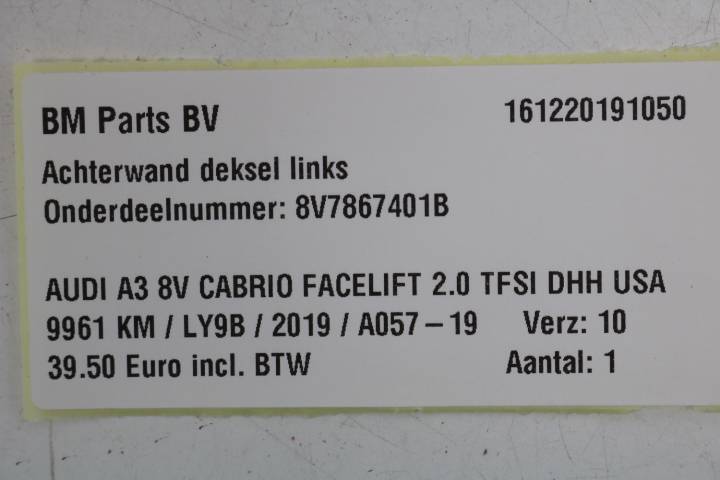 BM Parts BV 161220191050
Achterwand deksel links
Onderdeelnummer: 8V7867401B
AUDI A3 8V CABRIO FACELIFT 2.0 TFSI DHH USA
9961 KM / LY9B / 2019 / A057-19 Verz: 10
39.50 Euro incl. BTW Aantal: 1